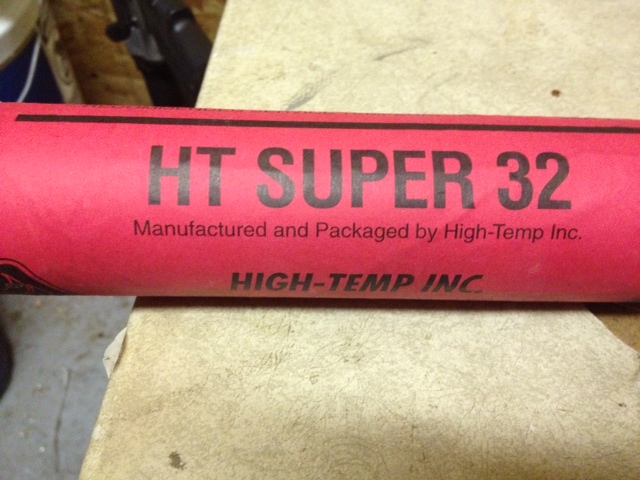 HT SUPER 32
Manufactured and Packaged by High-Temp Inc.
HIGH-TEMP INC.